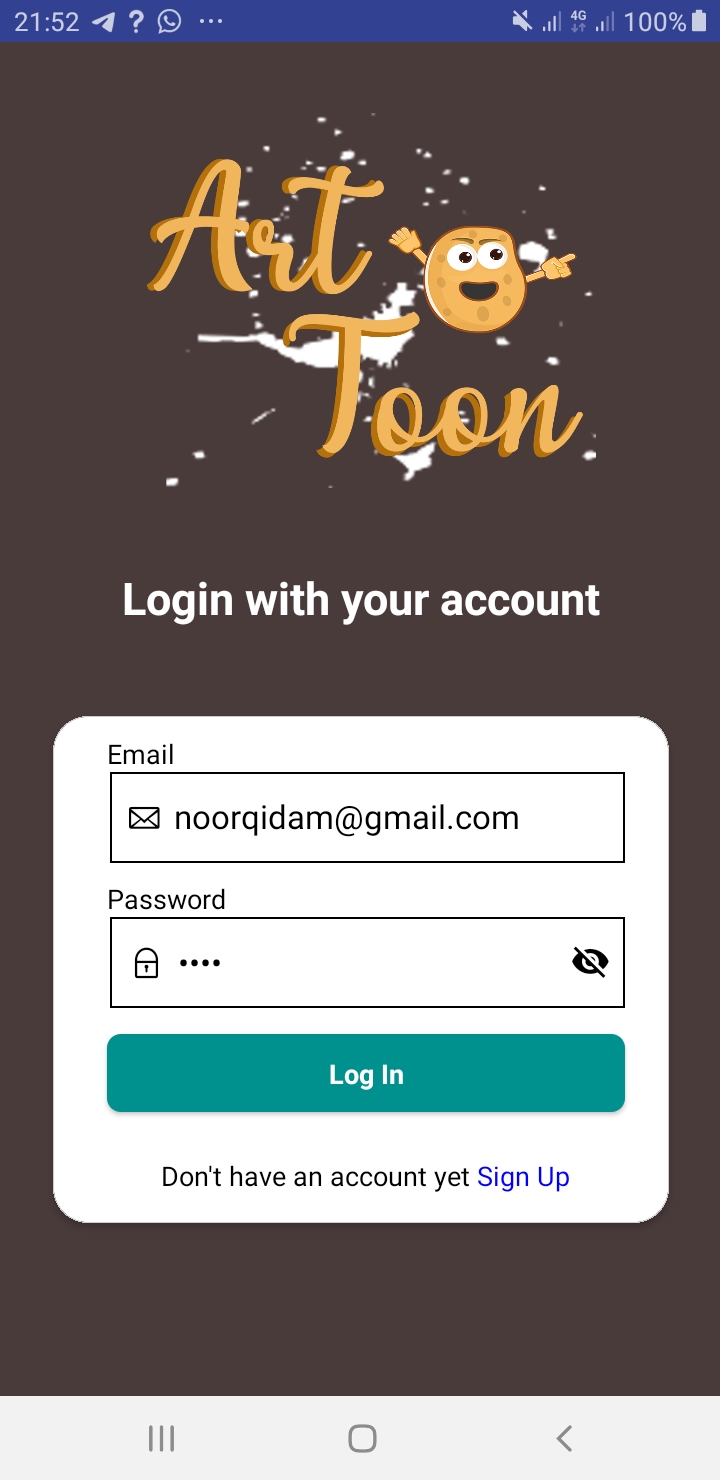 21:52 ? ... 4G 100%
Art
Toon
Login with your account
Email
noorqidam@gmail.com
Password
••••
Log In
Don't have an account yet Sign Up